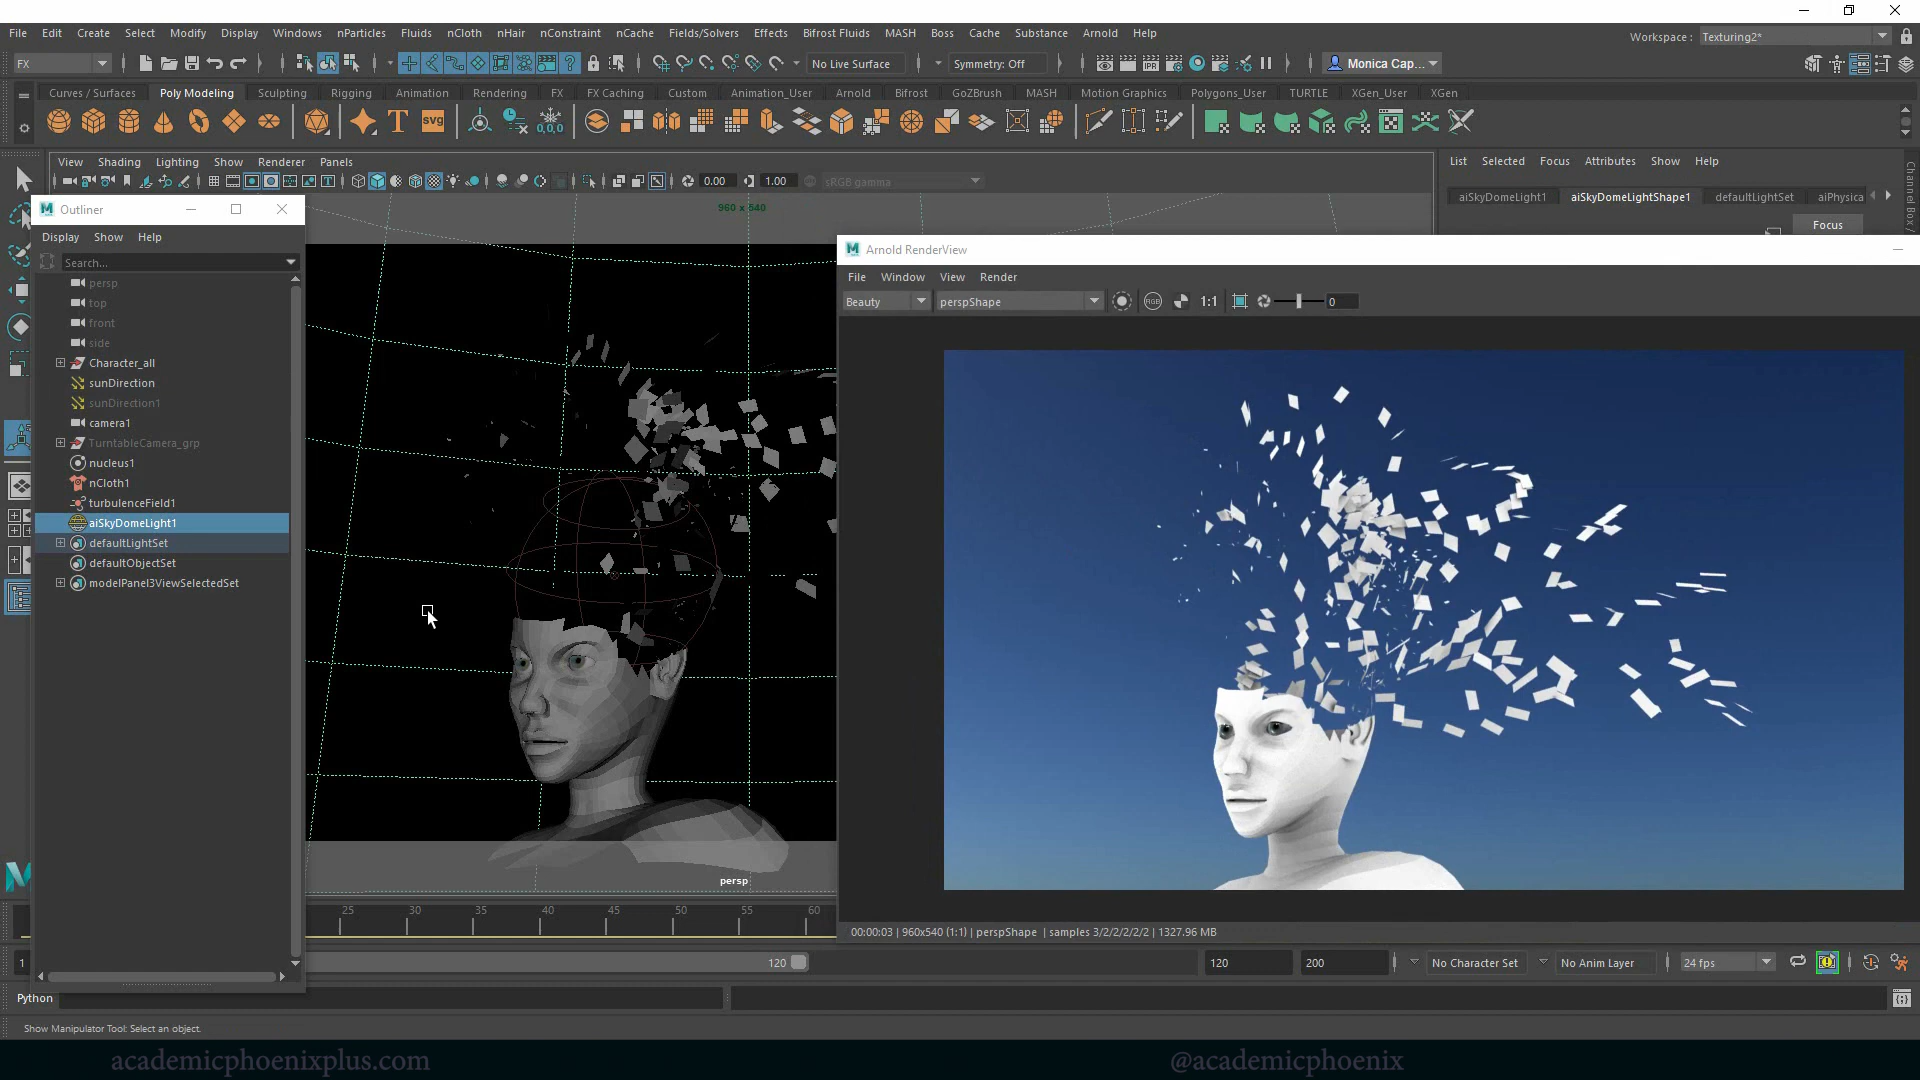 File Edit Create Select Modify Display Windows nParticles Fluids nCloth nHair nConstraint nCache Fields/Solvers Effects Bifrost Fluids MASH Boss Cache Substance Arnold Help
Workspace : Texturing2*
FX
No Live Surface
Symmetry: Off
Monica Cap...
Curves / Surfaces Poly Modeling Sculpting Rigging Animation Rendering FX FX Caching Custom Animation_User Arnold Bifrost GoZBrush MASH Motion Graphics Polygons_User TURTLE XGen_User XGen
T svg 0,0,0
View Shading Lighting Show Renderer Panels
List Selected Focus Attributes Show Help
0.00 1.00 sRGB gamma
aiSkyDomeLight1 aiSkyDomeLightShape1 defaultLightSet aiPhysica
Focus
Channel Box /
Outliner
Display Show Help
Search...
persp
top
front
side
Character_all
sunDirection
sunDirection1
camera1
TurntableCamera_grp
nucleus1
nCloth1
turbulenceField1
aiSkyDomeLight1
defaultLightSet
defaultObjectSet
modelPanel3ViewSelectedSet
960 x 540
persp
Arnold RenderView
File Window View Render
Beauty perspShape RGB 1:1 0
00:00:03 | 960x540 (1:1) | perspShape | samples 3/2/2/2/2/2 | 1327.96 MB
25 30 35 40 45 50 55 60
1 120 120 200 No Character Set No Anim Layer 24 fps
Python
Show Manipulator Tool: Select an object.
academicphoenixplus.com
@academicphoenix